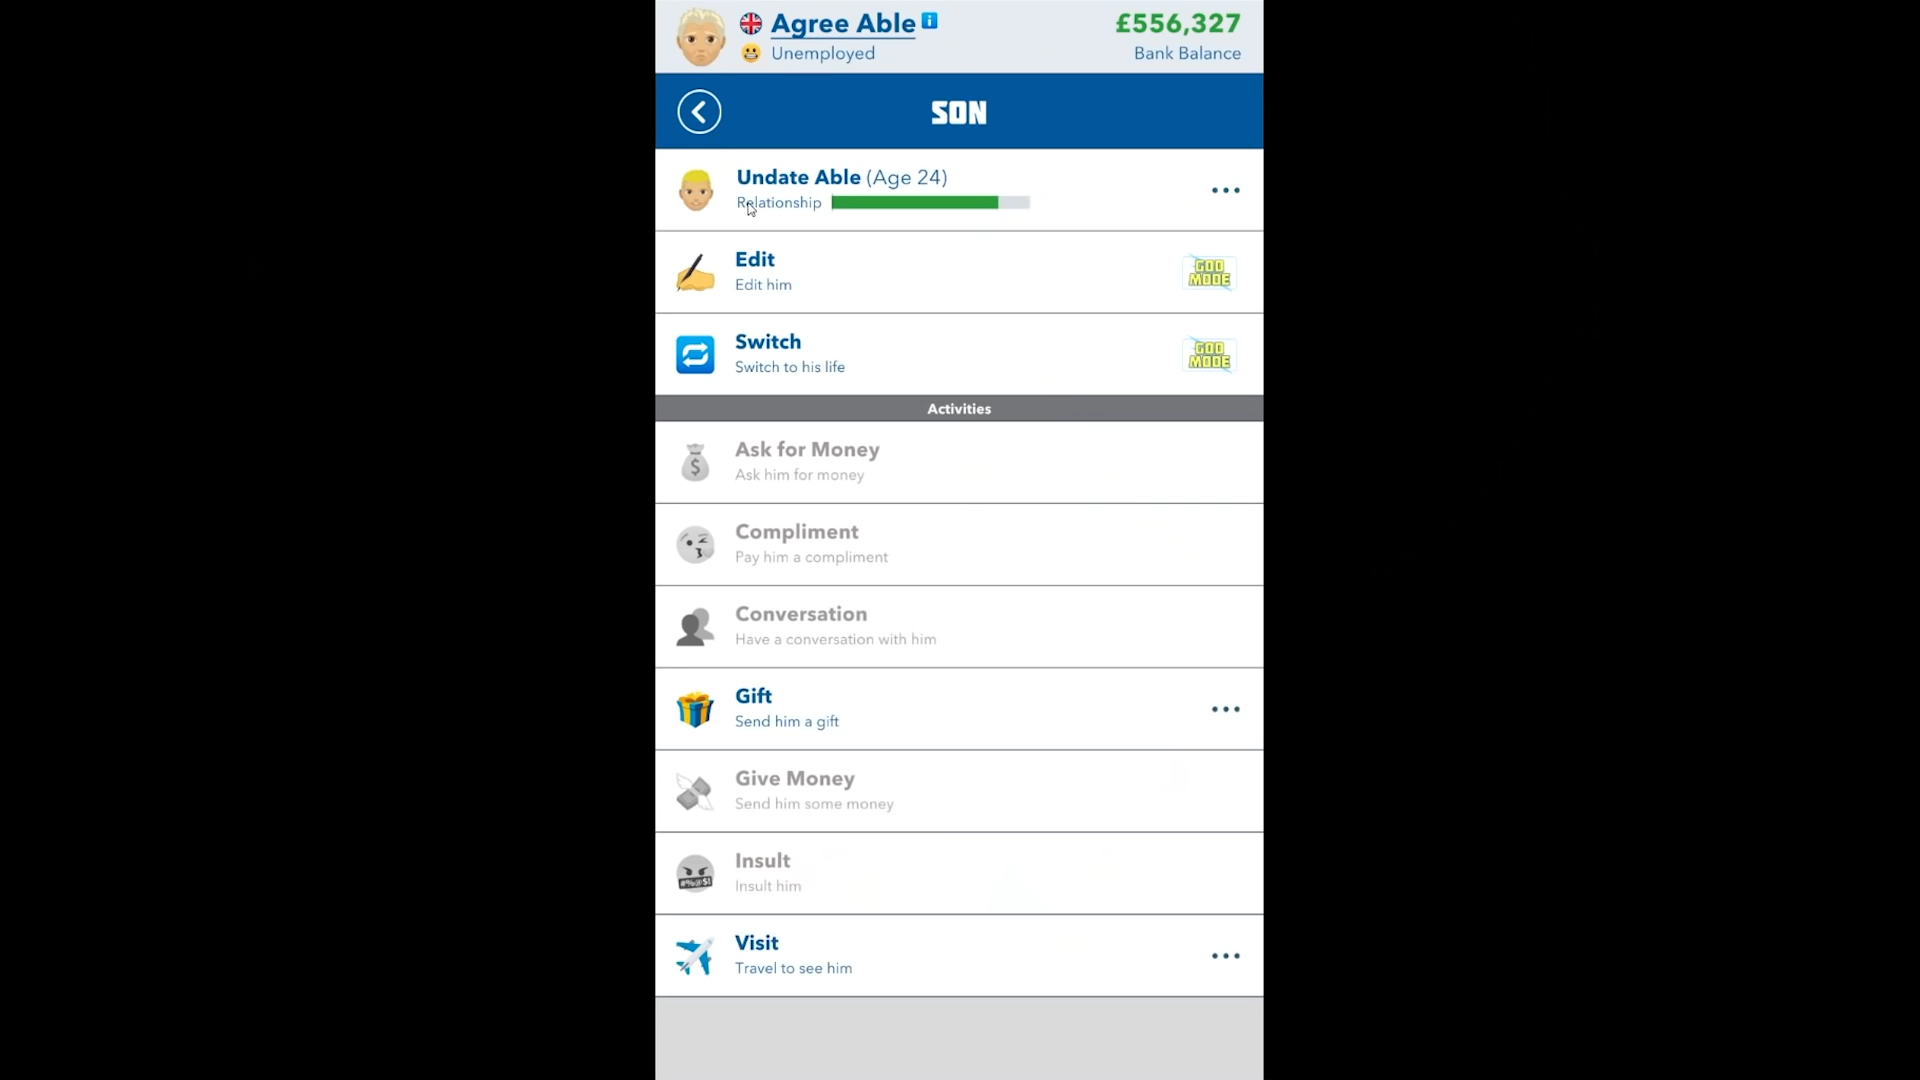 Agree Able
£556,327
Unemployed
Bank Balance
SON
Undate Able (Age 24)
Relationship
Edit
Edit him
GOD MODE
Switch
Switch to his life
GOD MODE
Activities
Ask for Money
Ask him for money
Compliment
Pay him a compliment
Conversation
Have a conversation with him
Gift
Send him a gift
Give Money
Send him some money
Insult
Insult him
Visit
Travel to see him